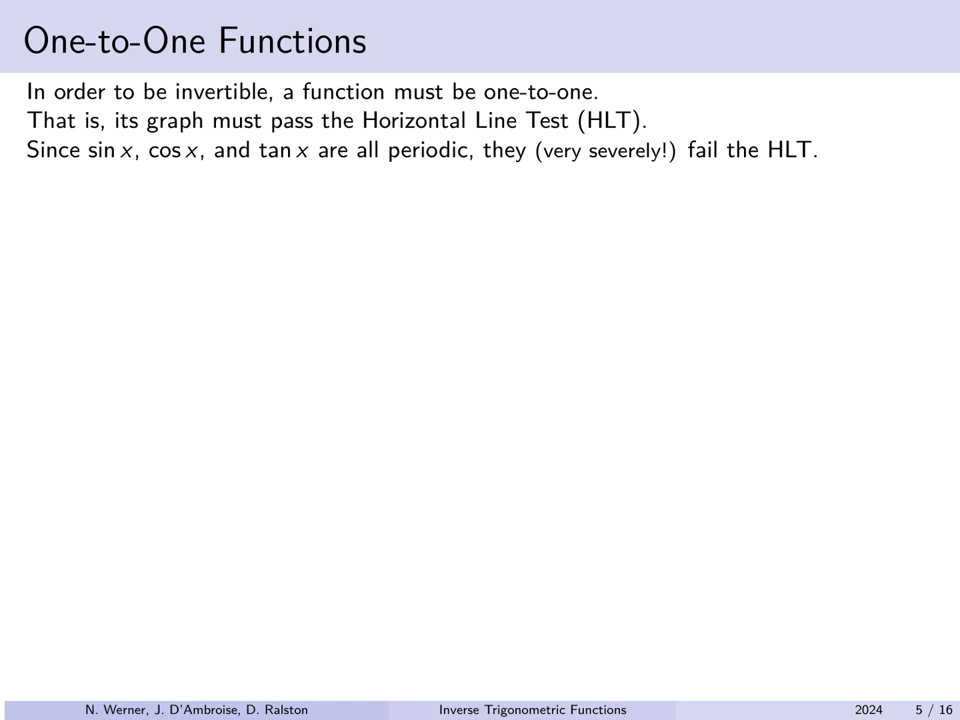 One-to-One Functions
In order to be invertible, a function must be one-to-one.
That is, its graph must pass the Horizontal Line Test (HLT).
Since sin x, cos x, and tan x are all periodic, they (very severely!) fail the HLT.
N. Werner, J. D'Ambroise, D. Ralston Inverse Trigonometric Functions 2024 5 / 16